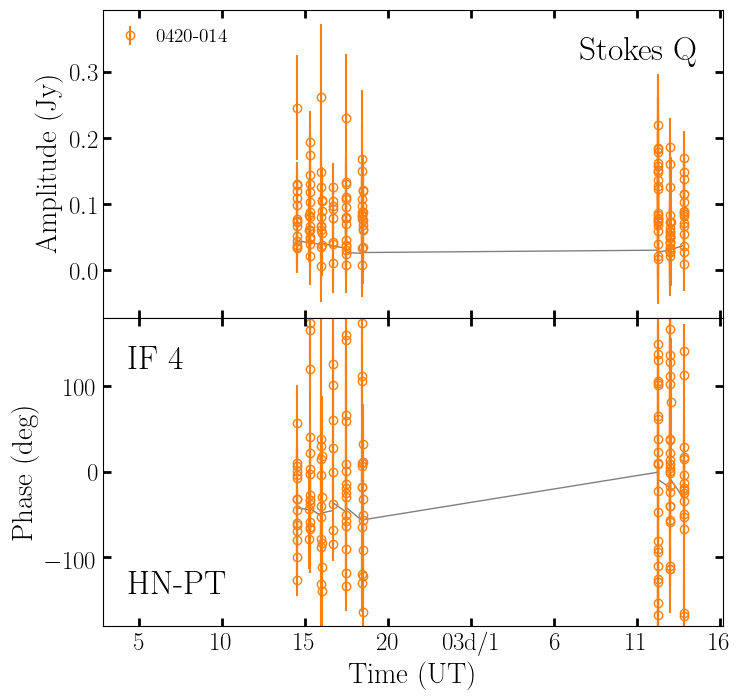 0420-014
Stokes Q
Amplitude (Jy)
0.3
0.2
0.1
0.0
IF 4
Phase (deg)
100
0
−100
HN-PT
5 10 15 20 03d/1 6 11 16
Time (UT)